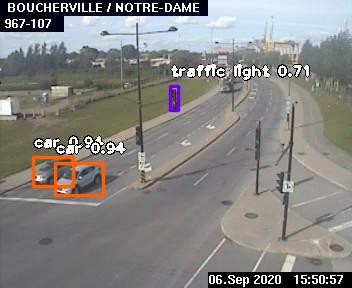 BOUCHERVILLE / NOTRE-DAME
967-107
traffic light 0.71
car 0.94
car 0.94
06.Sep 2020 15:50:57